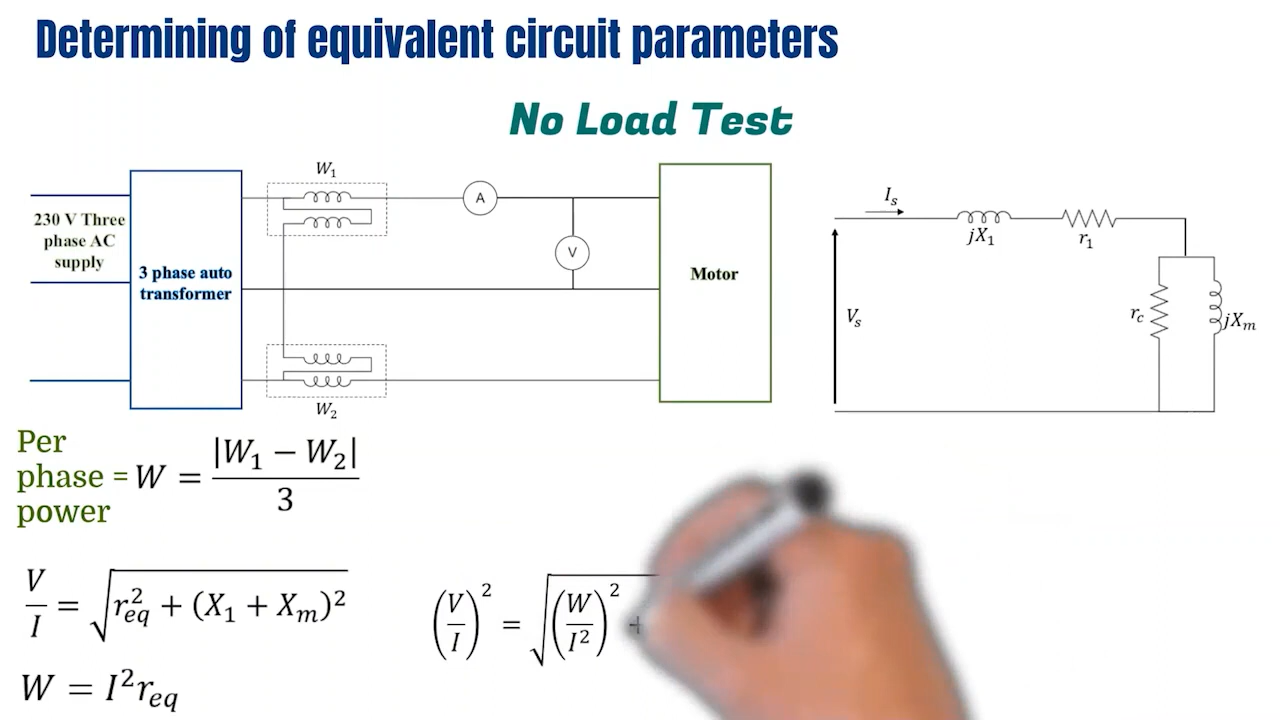 Determining of equivalent circuit parameters
No Load Test
W₁
A
230 V Three
phase AC
supply
3 phase auto
transformer
V
Motor
W₂
Iₛ
jX₁
r₁
Vₛ
r_c
jXₘ
Per
phase = W = |W₁ − W₂| / 3
power
V/I = √(r_eq² + (X₁ + Xₘ)²)
(V/I)² = √((W/I²)² +
W = I²r_eq